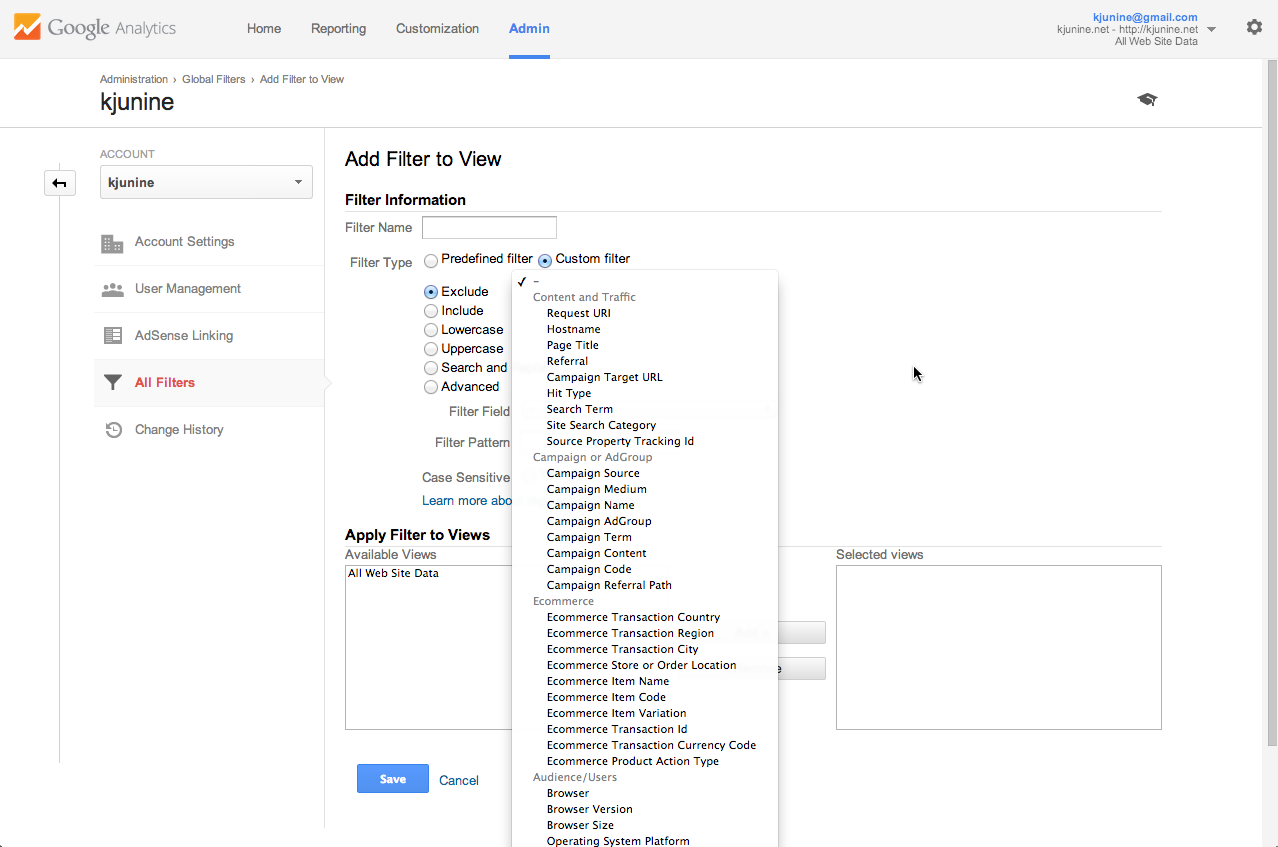 Google Analytics
Home Reporting Customization Admin
kjunine@gmail.com
kjunine.net - http://kjunine.net
All Web Site Data
Administration › Global Filters › Add Filter to View
kjunine
ACCOUNT
kjunine
Account Settings
User Management
AdSense Linking
All Filters
Change History
Add Filter to View
Filter Information
Filter Name
Filter Type Predefined filter Custom filter
Exclude
Include
Lowercase
Uppercase
Search and
Advanced
Filter Field
Filter Pattern
Case Sensitive
Learn more
–
Content and Traffic
Request URI
Hostname
Page Title
Referral
Campaign Target URL
Hit Type
Search Term
Site Search Category
Source Property Tracking Id
Campaign or AdGroup
Campaign Source
Campaign Medium
Campaign Name
Campaign AdGroup
Campaign Term
Campaign Content
Campaign Code
Campaign Referral Path
Ecommerce
Ecommerce Transaction Country
Ecommerce Transaction Region
Ecommerce Transaction City
Ecommerce Store or Order Location
Ecommerce Item Name
Ecommerce Item Code
Ecommerce Item Variation
Ecommerce Transaction Id
Ecommerce Transaction Currency Code
Ecommerce Product Action Type
Audience/Users
Browser
Browser Version
Browser Size
Operating System Platform
Apply Filter to Views
Available Views
All Web Site Data
Selected views
Save Cancel